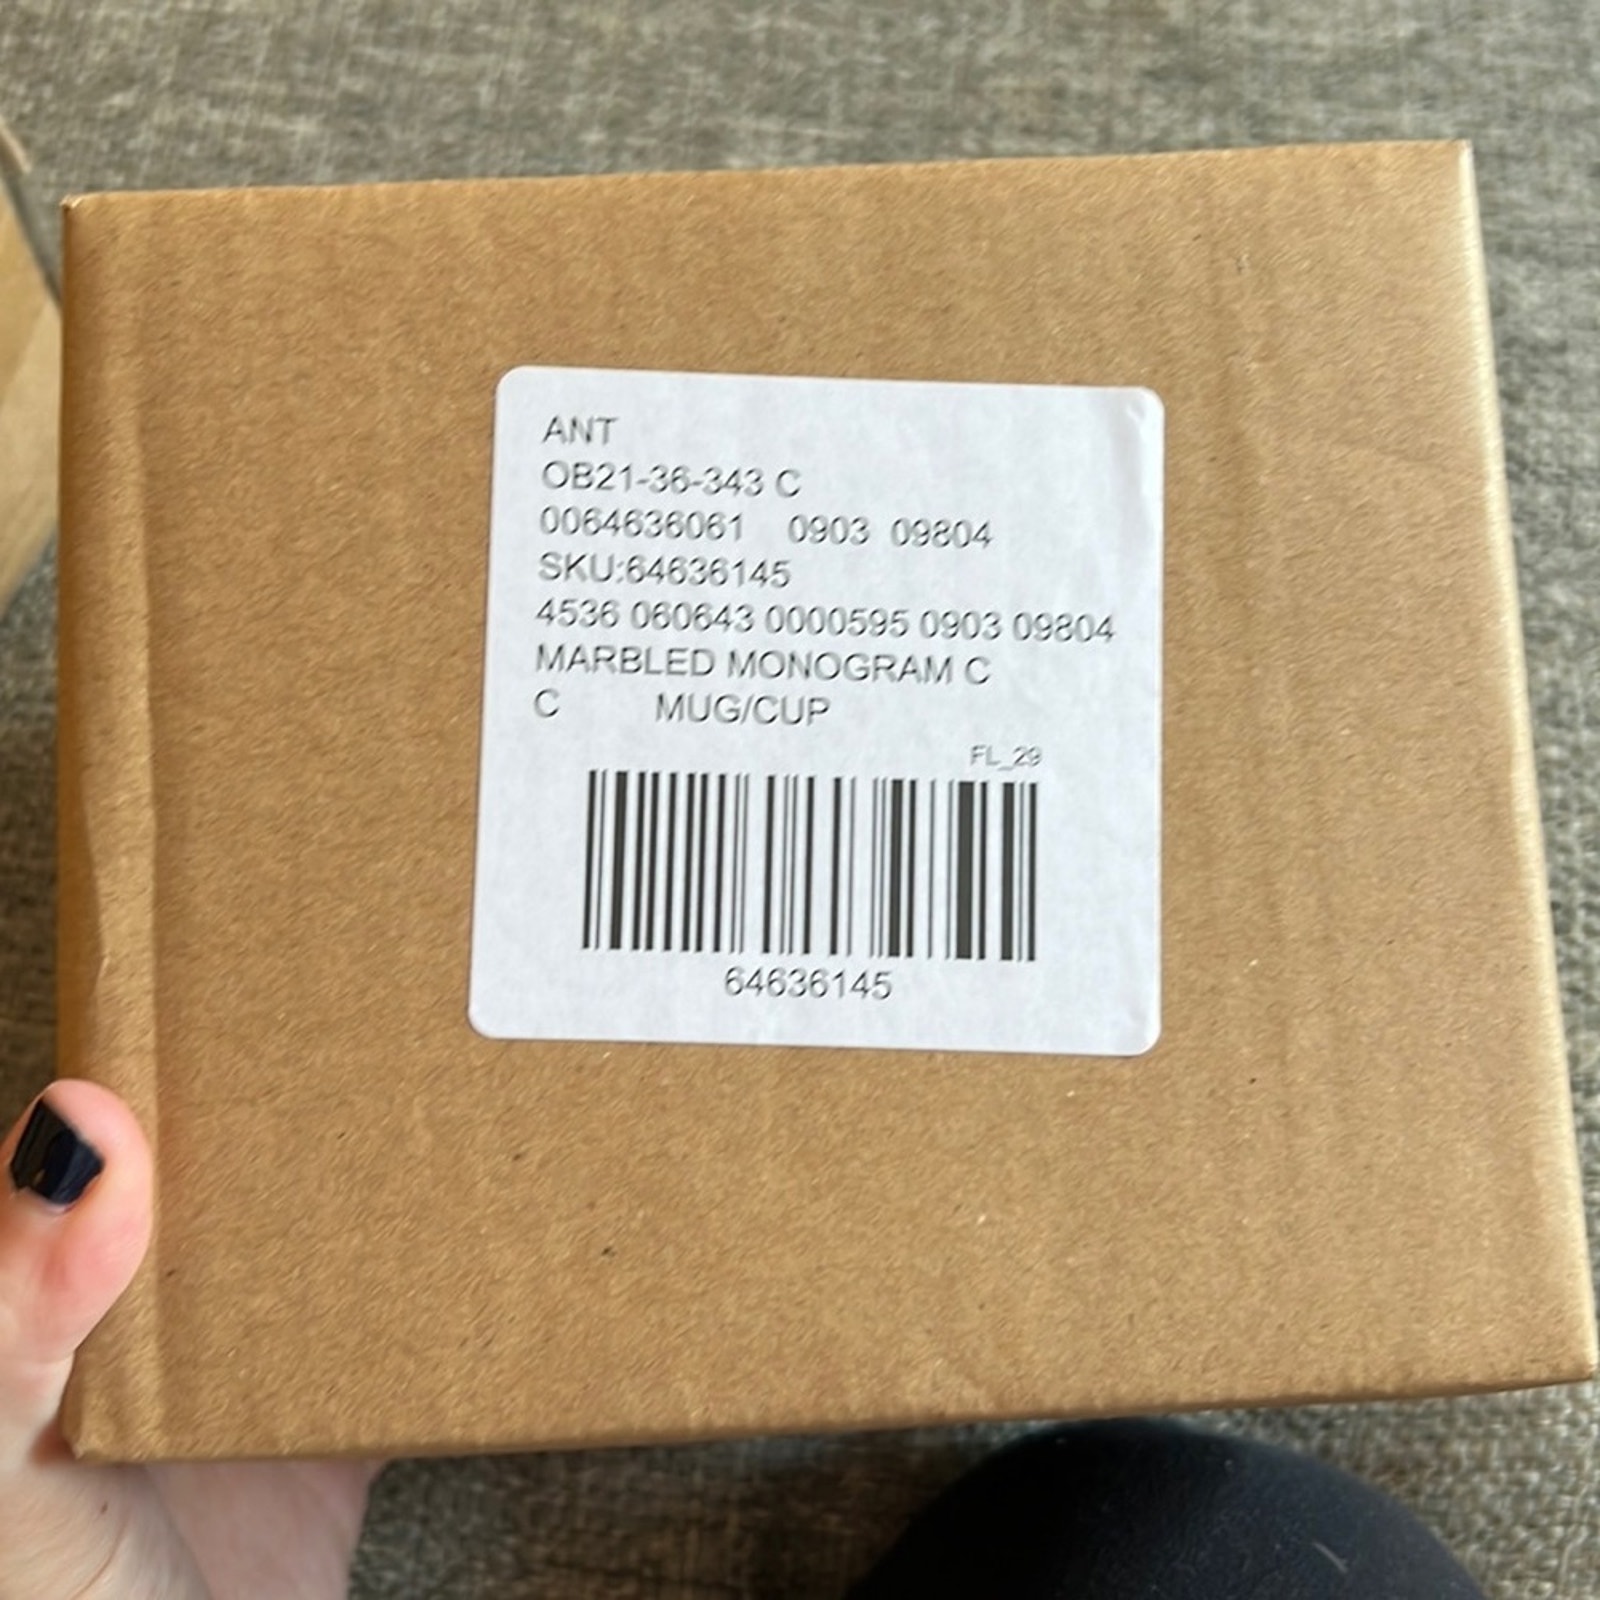 ANT
OB21-36-343 C
0064636061 0903 09804
SKU:64636145
4536 060643 0000595 0903 09804
MARBLED MONOGRAM C
C MUG/CUP
FL_29
64636145